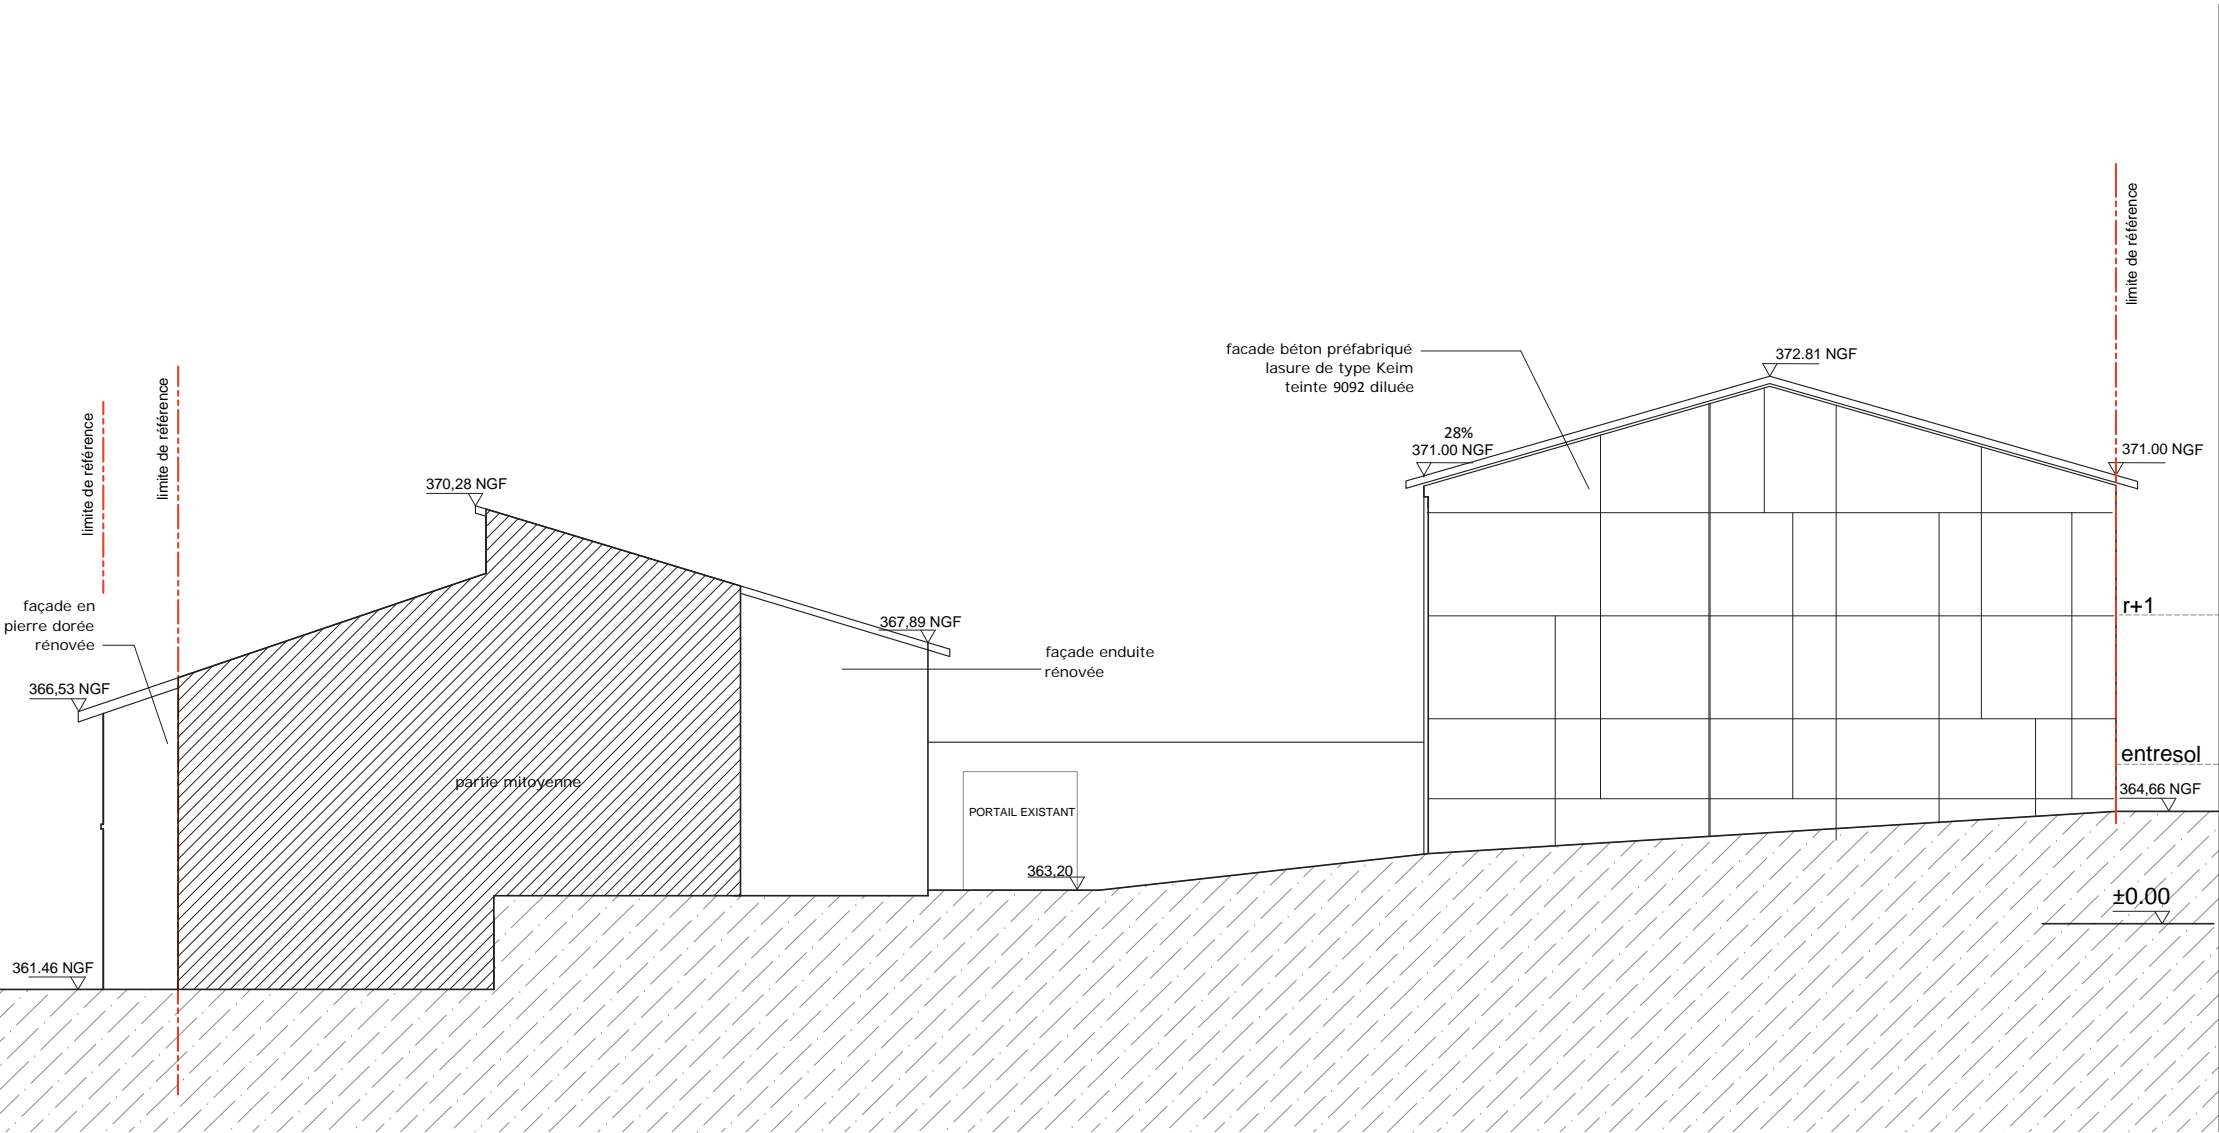 limite de référence
limite de référence
limite de référence
facade béton préfabriqué
lasure de type Keim
teinte 9092 diluée
372.81 NGF
28%
371.00 NGF
371.00 NGF
370,28 NGF
façade en
pierre dorée
rénovée
r+1
367,89 NGF
façade enduite
rénovée
366,53 NGF
entresol
partie mitoyenne
364,66 NGF
PORTAIL EXISTANT
363,20
±0.00
361.46 NGF